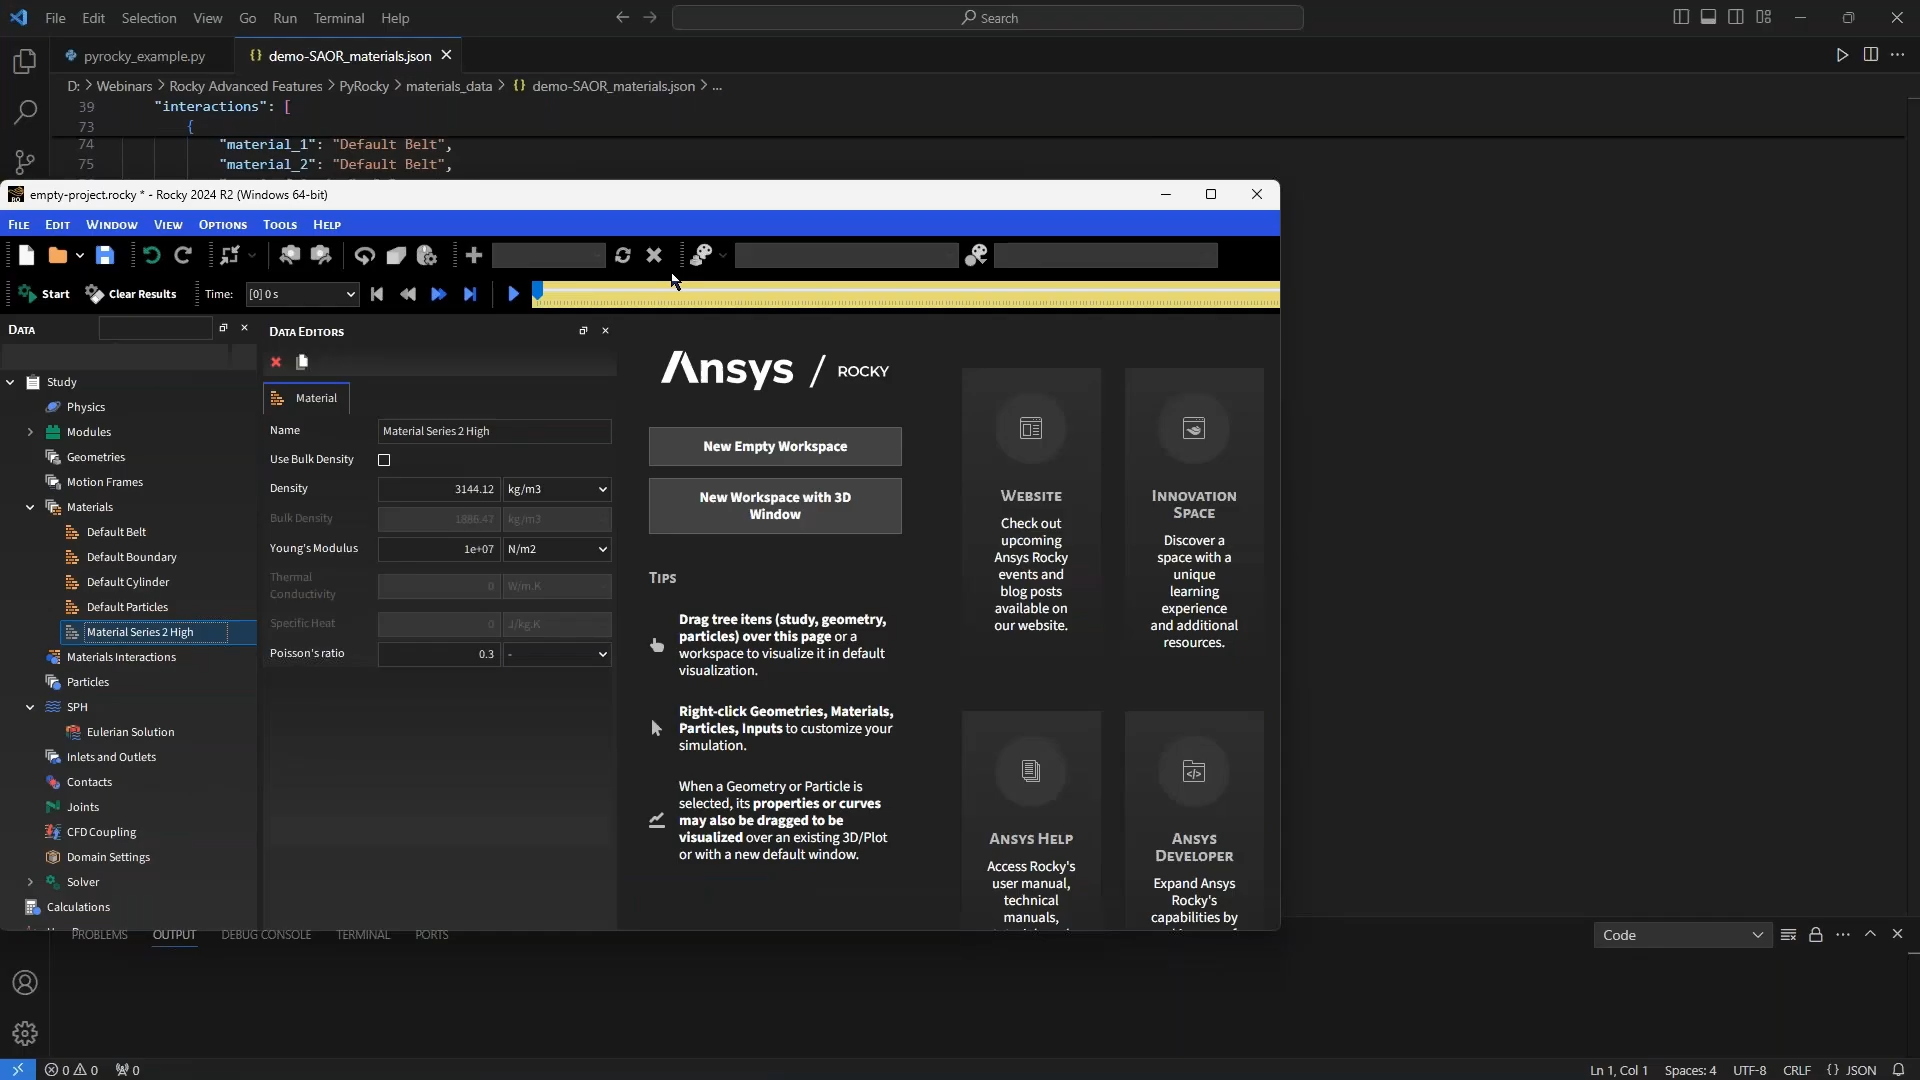 File Edit Selection View Go Run Terminal Help
Search
pyrocky_example.py
{} demo-SAOR_materials.json
D: > Webinars > Rocky Advanced Features > PyRocky > materials_data > {} demo-SAOR_materials.json > ...
39 "interactions": [
73 {
74 "material_1": "Default Belt",
75 "material_2": "Default Belt",
empty-project.rocky * - Rocky 2024 R2 (Windows 64-bit)
FILE EDIT WINDOW VIEW OPTIONS TOOLS HELP
Start
Clear Results
Time:
[0] 0 s
DATA
Study
Physics
Modules
Geometries
Motion Frames
Materials
Default Belt
Default Boundary
Default Cylinder
Default Particles
Material Series 2 High
Materials Interactions
Particles
SPH
Eulerian Solution
Inlets and Outlets
Contacts
Joints
CFD Coupling
Domain Settings
Solver
Calculations
DATA EDITORS
Material
Name Material Series 2 High
Use Bulk Density
Density 3144.12 kg/m3
Bulk Density 1886.47 kg/m3
Young's Modulus 1e+07 N/m2
Thermal
Conductivity 0 W/m.K
Specific Heat 0 J/kg.K
Poisson's ratio 0.3 -
Ansys / ROCKY
New Empty Workspace
New Workspace with 3D
Window
TIPS
Drag tree itens (study, geometry,
particles) over this page or a
workspace to visualize it in default
visualization.
Right-click Geometries, Materials,
Particles, Inputs to customize your
simulation.
When a Geometry or Particle is
selected, its properties or curves
may also be dragged to be
visualized over an existing 3D/Plot
or with a new default window.
WEBSITE
Check out
upcoming
Ansys Rocky
events and
blog posts
available on
our website.
INNOVATION
SPACE
Discover a
space with a
unique
learning
experience
and additional
resources.
ANSYS HELP
Access Rocky's
user manual,
technical
manuals,
ANSYS
DEVELOPER
Expand Ansys
Rocky's
capabilities by
PROBLEMS OUTPUT DEBUG CONSOLE TERMINAL PORTS
Code
0 0 0
Ln 1, Col 1 Spaces: 4 UTF-8 CRLF {} JSON